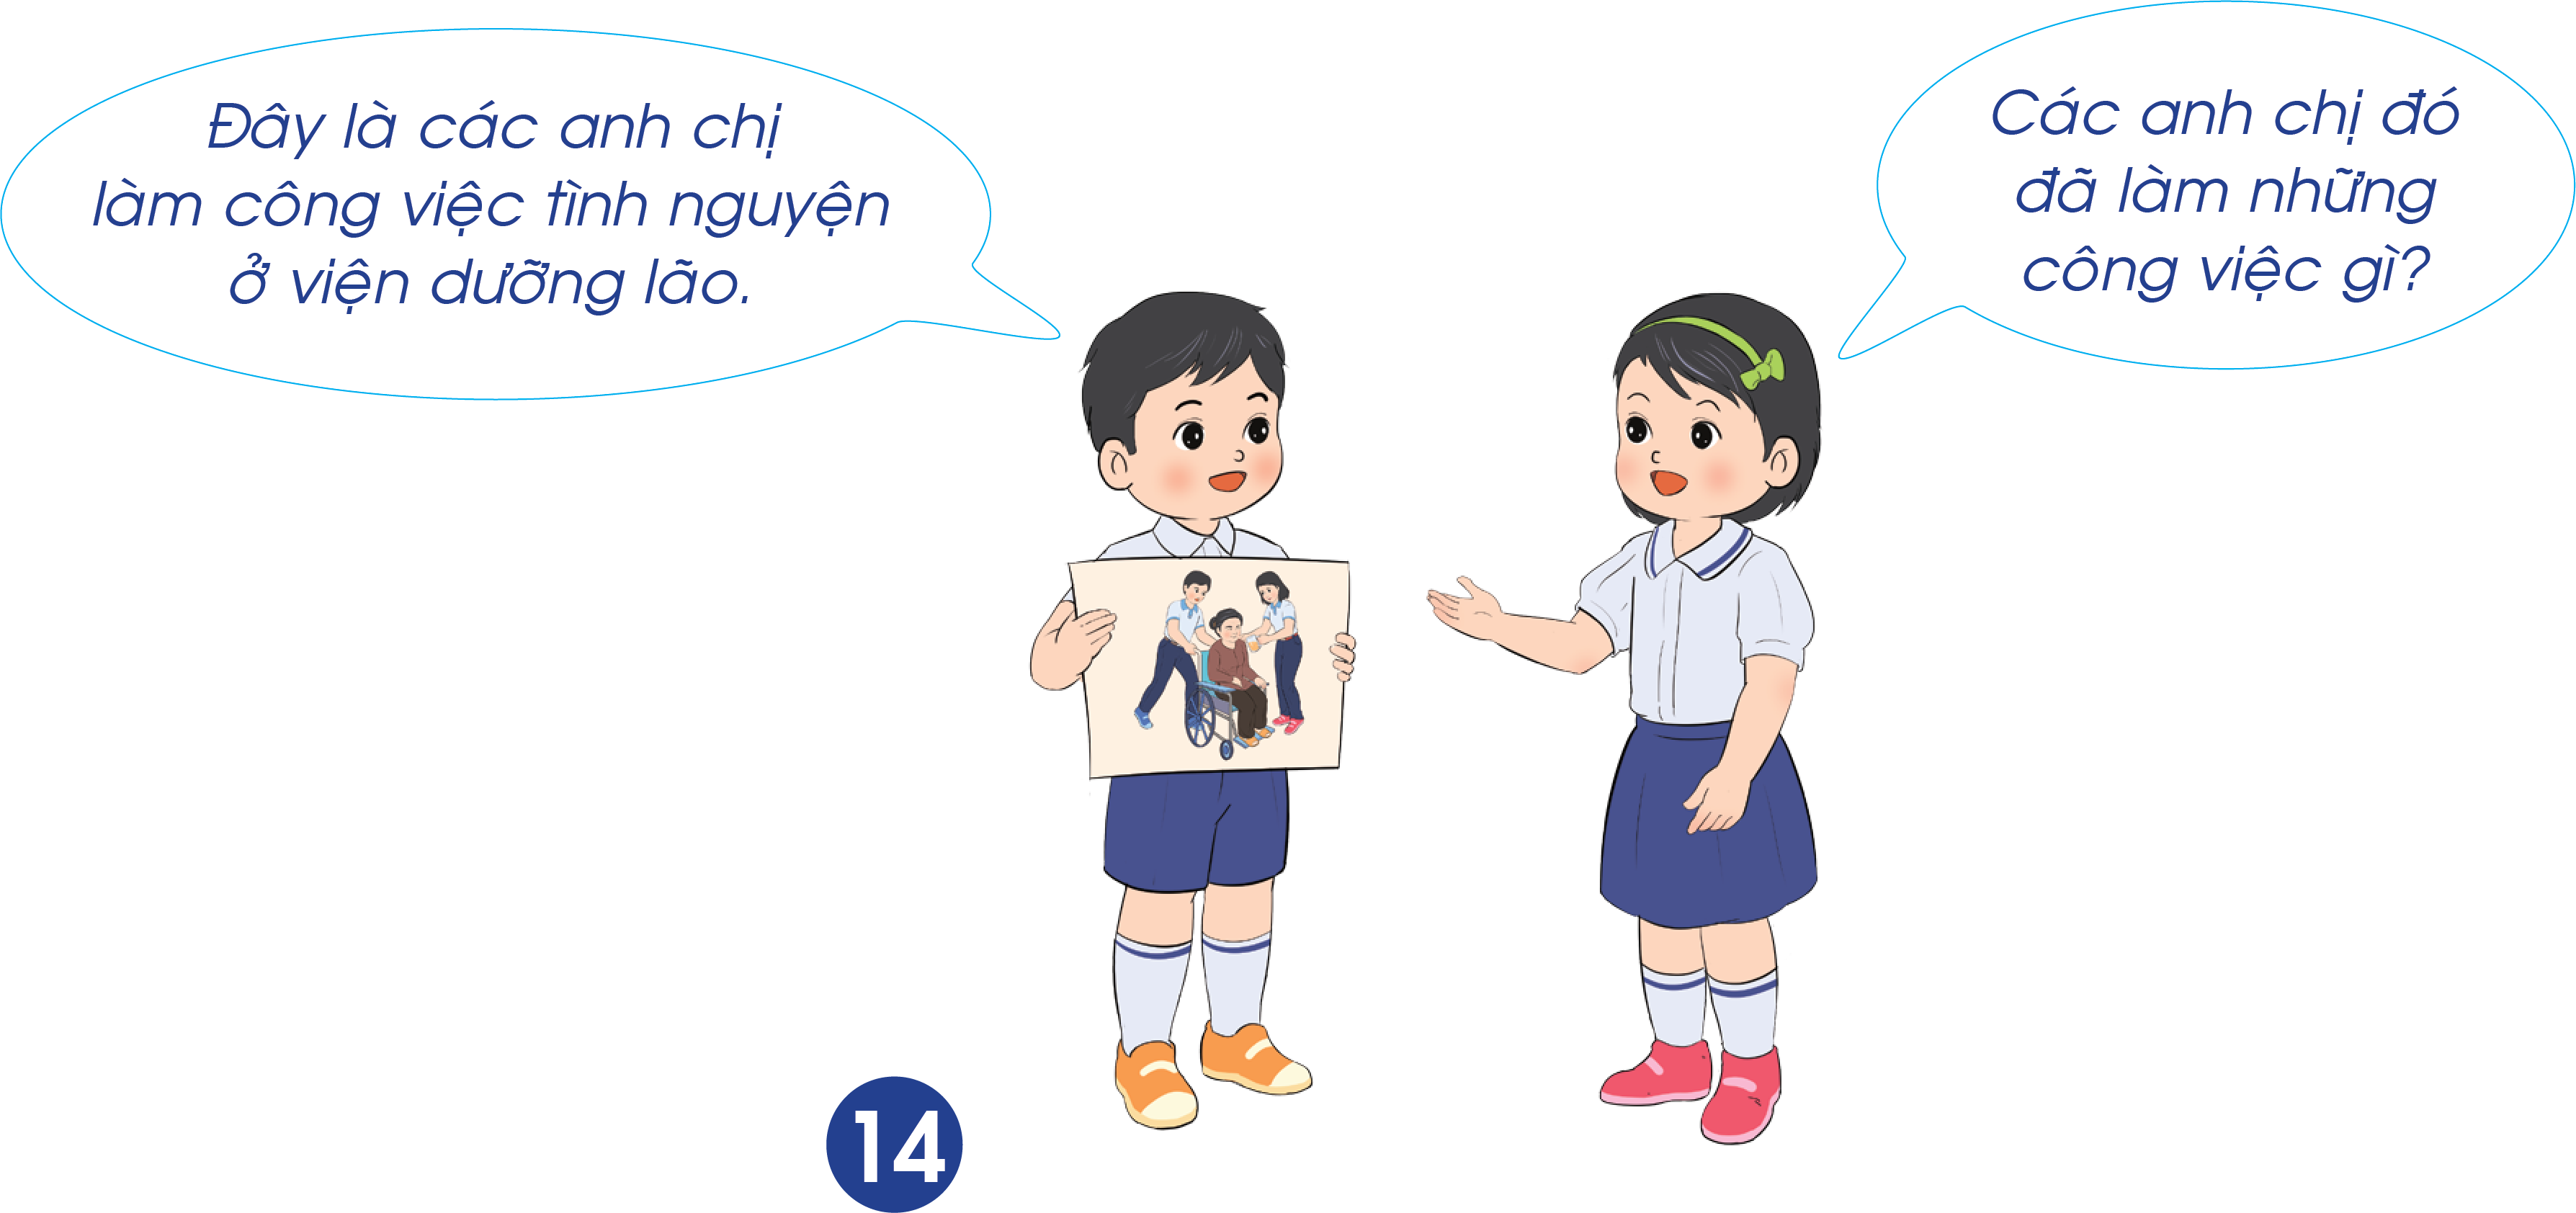 Đây là các anh chị
làm công việc tình nguyện
ở viện dưỡng lão.
Các anh chị đó
đã làm những
công việc gì?
14